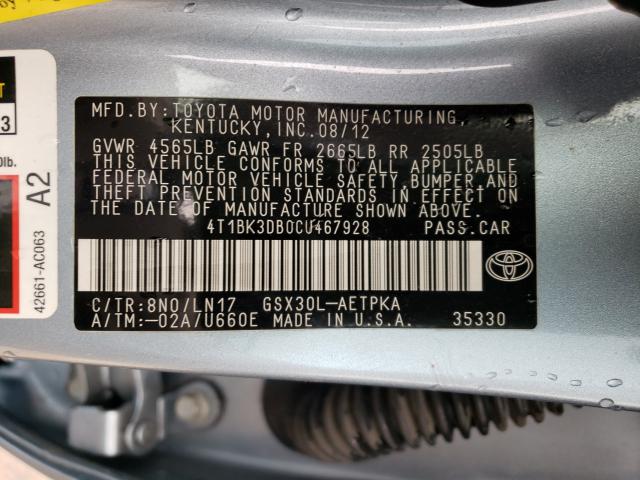 MFD.BY:TOYOTA MOTOR MANUFACTURING,
KENTUCKY, INC.08/12
GVWR 4565LB GAWR FR 2665LB RR 2505LB
THIS VEHICLE CONFORMS TO ALL APPLICABLE
FEDERAL MOTOR VEHICLE SAFETY,BUMPER,AND
THEFT PREVENTION STANDARDS IN EFFECT ON
THE DATE OF MANUFACTURE SHOWN ABOVE.
4T1BK3DB0CU467928 PASS.CAR
C/TR:8N0/LN17 GSX30L-AETPKA
A/TM:-02A/U660E MADE IN U.S.A. 35330
3
lb.
A2
42661-AC063